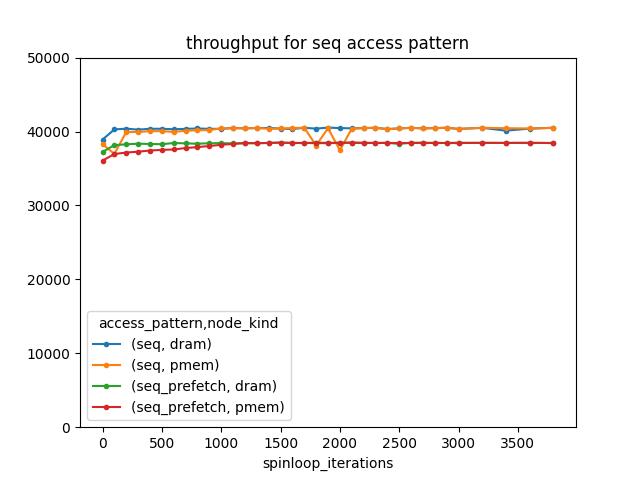 throughput for seq access pattern
50000
40000
30000
20000
10000
0
access_pattern,node_kind
(seq, dram)
(seq, pmem)
(seq_prefetch, dram)
(seq_prefetch, pmem)
0 500 1000 1500 2000 2500 3000 3500
spinloop_iterations